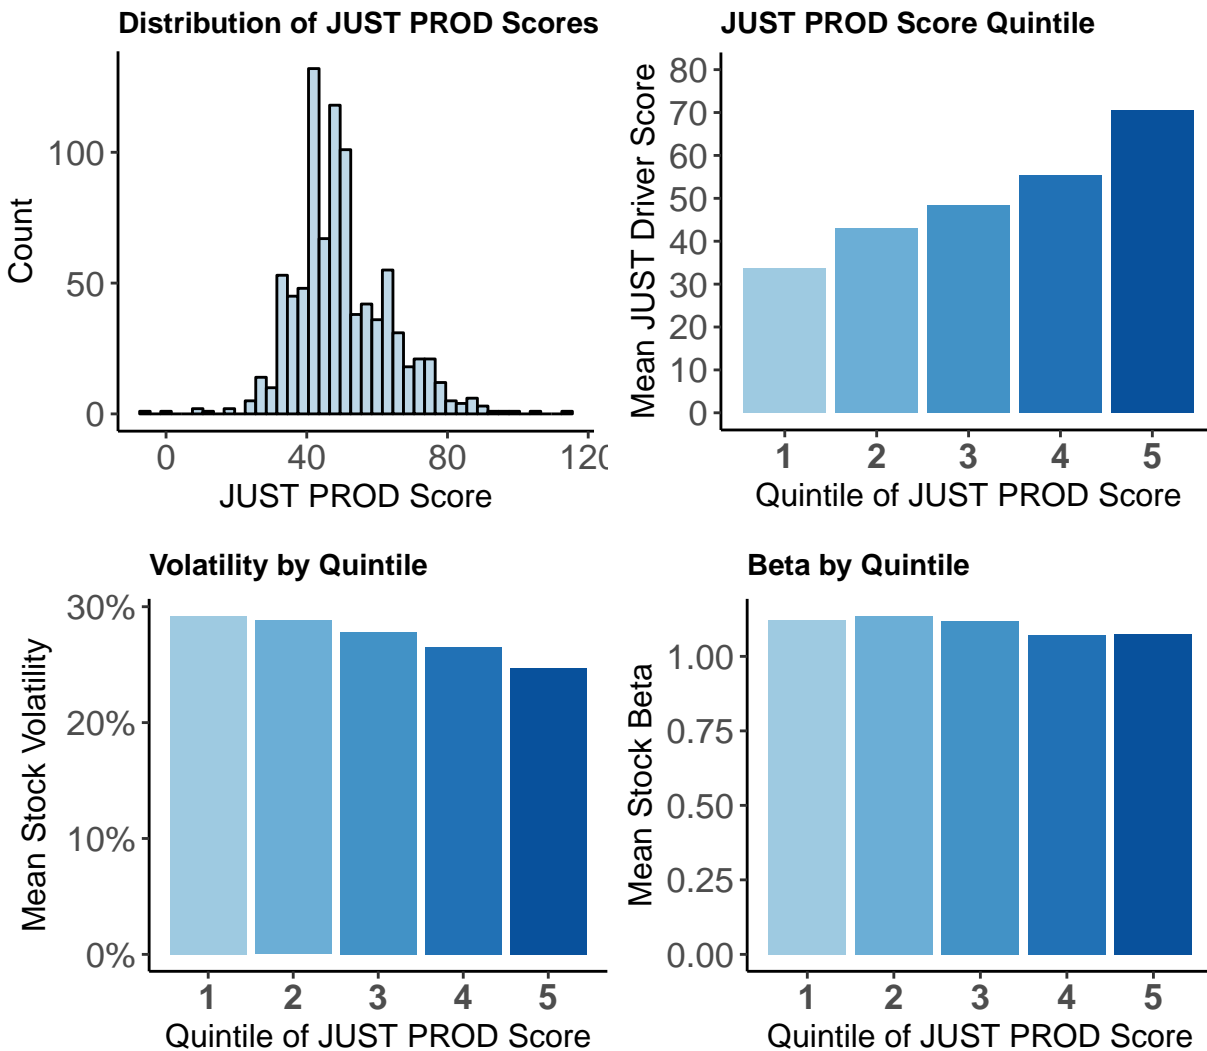 Distribution of JUST PROD Scores
Count
100
50
0
0 40 80 120
JUST PROD Score
JUST PROD Score Quintile
Mean JUST Driver Score
80
70
60
50
40
30
20
10
0
1 2 3 4 5
Quintile of JUST PROD Score
Volatility by Quintile
Mean Stock Volatility
30%
20%
10%
0%
1 2 3 4 5
Quintile of JUST PROD Score
Beta by Quintile
Mean Stock Beta
1.00
0.75
0.50
0.25
0.00
1 2 3 4 5
Quintile of JUST PROD Score